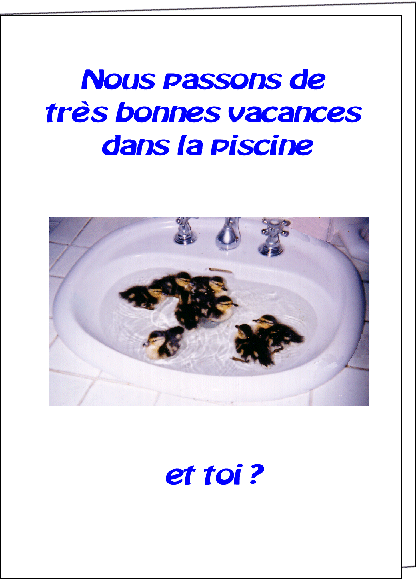 Nous passons de
très bonnes vacances
dans la piscine
et toi ?